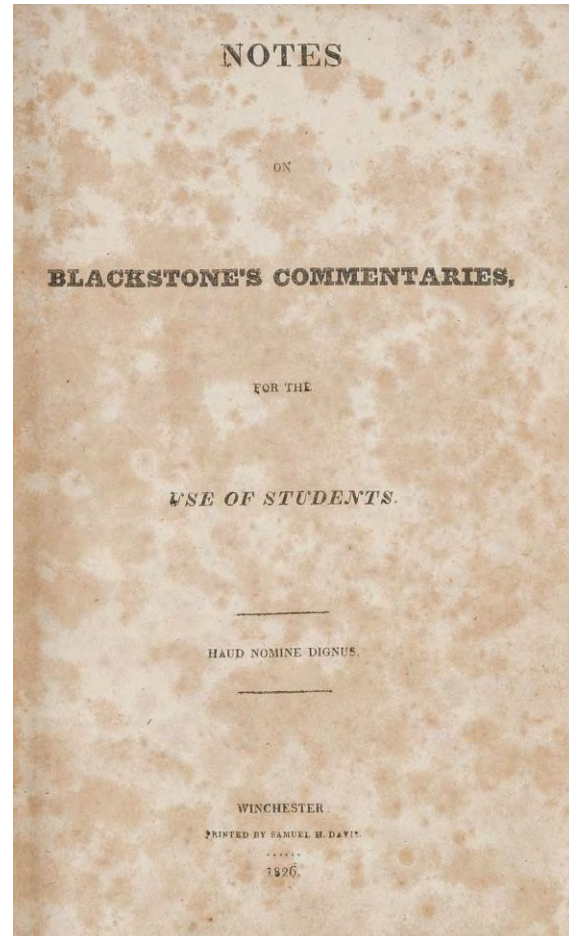 NOTES
ON
BLACKSTONE'S COMMENTARIES,
FOR THE
USE OF STUDENTS.
HAUD NOMINE DIGNUS.
WINCHESTER.
PRINTED BY SAMUEL H. DAVIS.
......
1826.